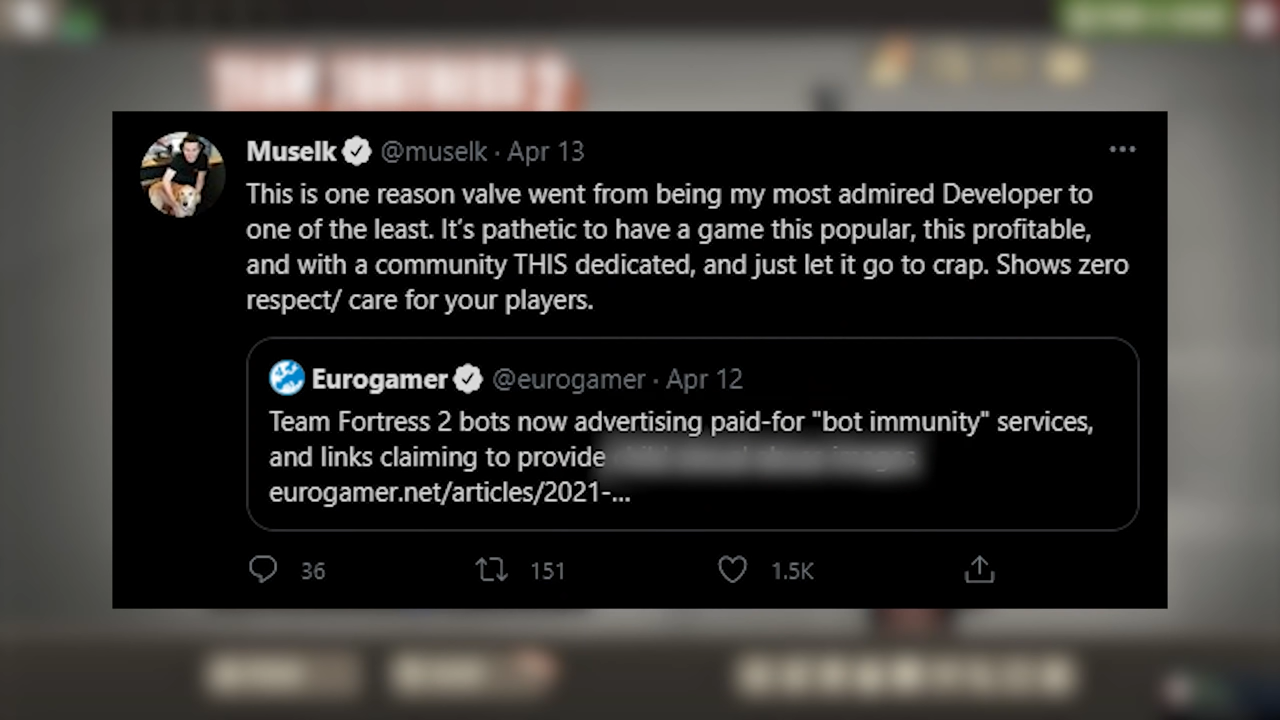 Muselk @muselk · Apr 13
This is one reason valve went from being my most admired Developer to
one of the least. It's pathetic to have a game this popular, this profitable,
and with a community THIS dedicated, and just let it go to crap. Shows zero
respect/ care for your players.
Eurogamer @eurogamer · Apr 12
Team Fortress 2 bots now advertising paid-for "bot immunity" services,
and links claiming to provide
eurogamer.net/articles/2021-...
36 151 1.5K